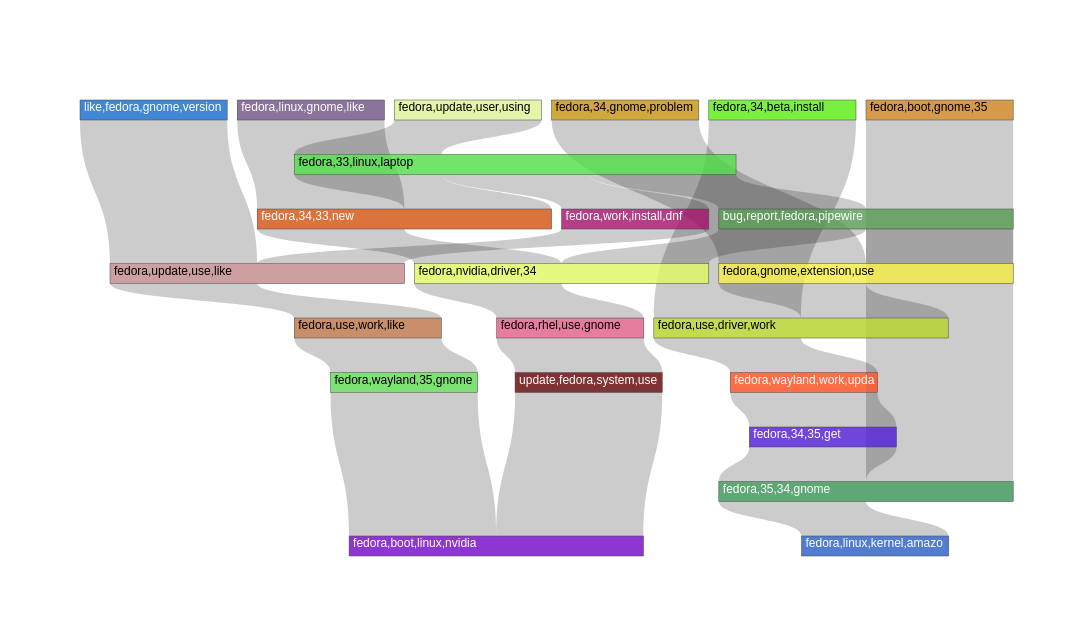 like,fedora,gnome,version
fedora,linux,gnome,like
fedora,update,user,using
fedora,34,gnome,problem
fedora,34,beta,install
fedora,boot,gnome,35
fedora,33,linux,laptop
fedora,34,33,new
fedora,work,install,dnf
bug,report,fedora,pipewire
fedora,update,use,like
fedora,nvidia,driver,34
fedora,gnome,extension,use
fedora,use,work,like
fedora,rhel,use,gnome
fedora,use,driver,work
fedora,wayland,35,gnome
update,fedora,system,use
fedora,wayland,work,upda
fedora,34,35,get
fedora,35,34,gnome
fedora,boot,linux,nvidia
fedora,linux,kernel,amazo